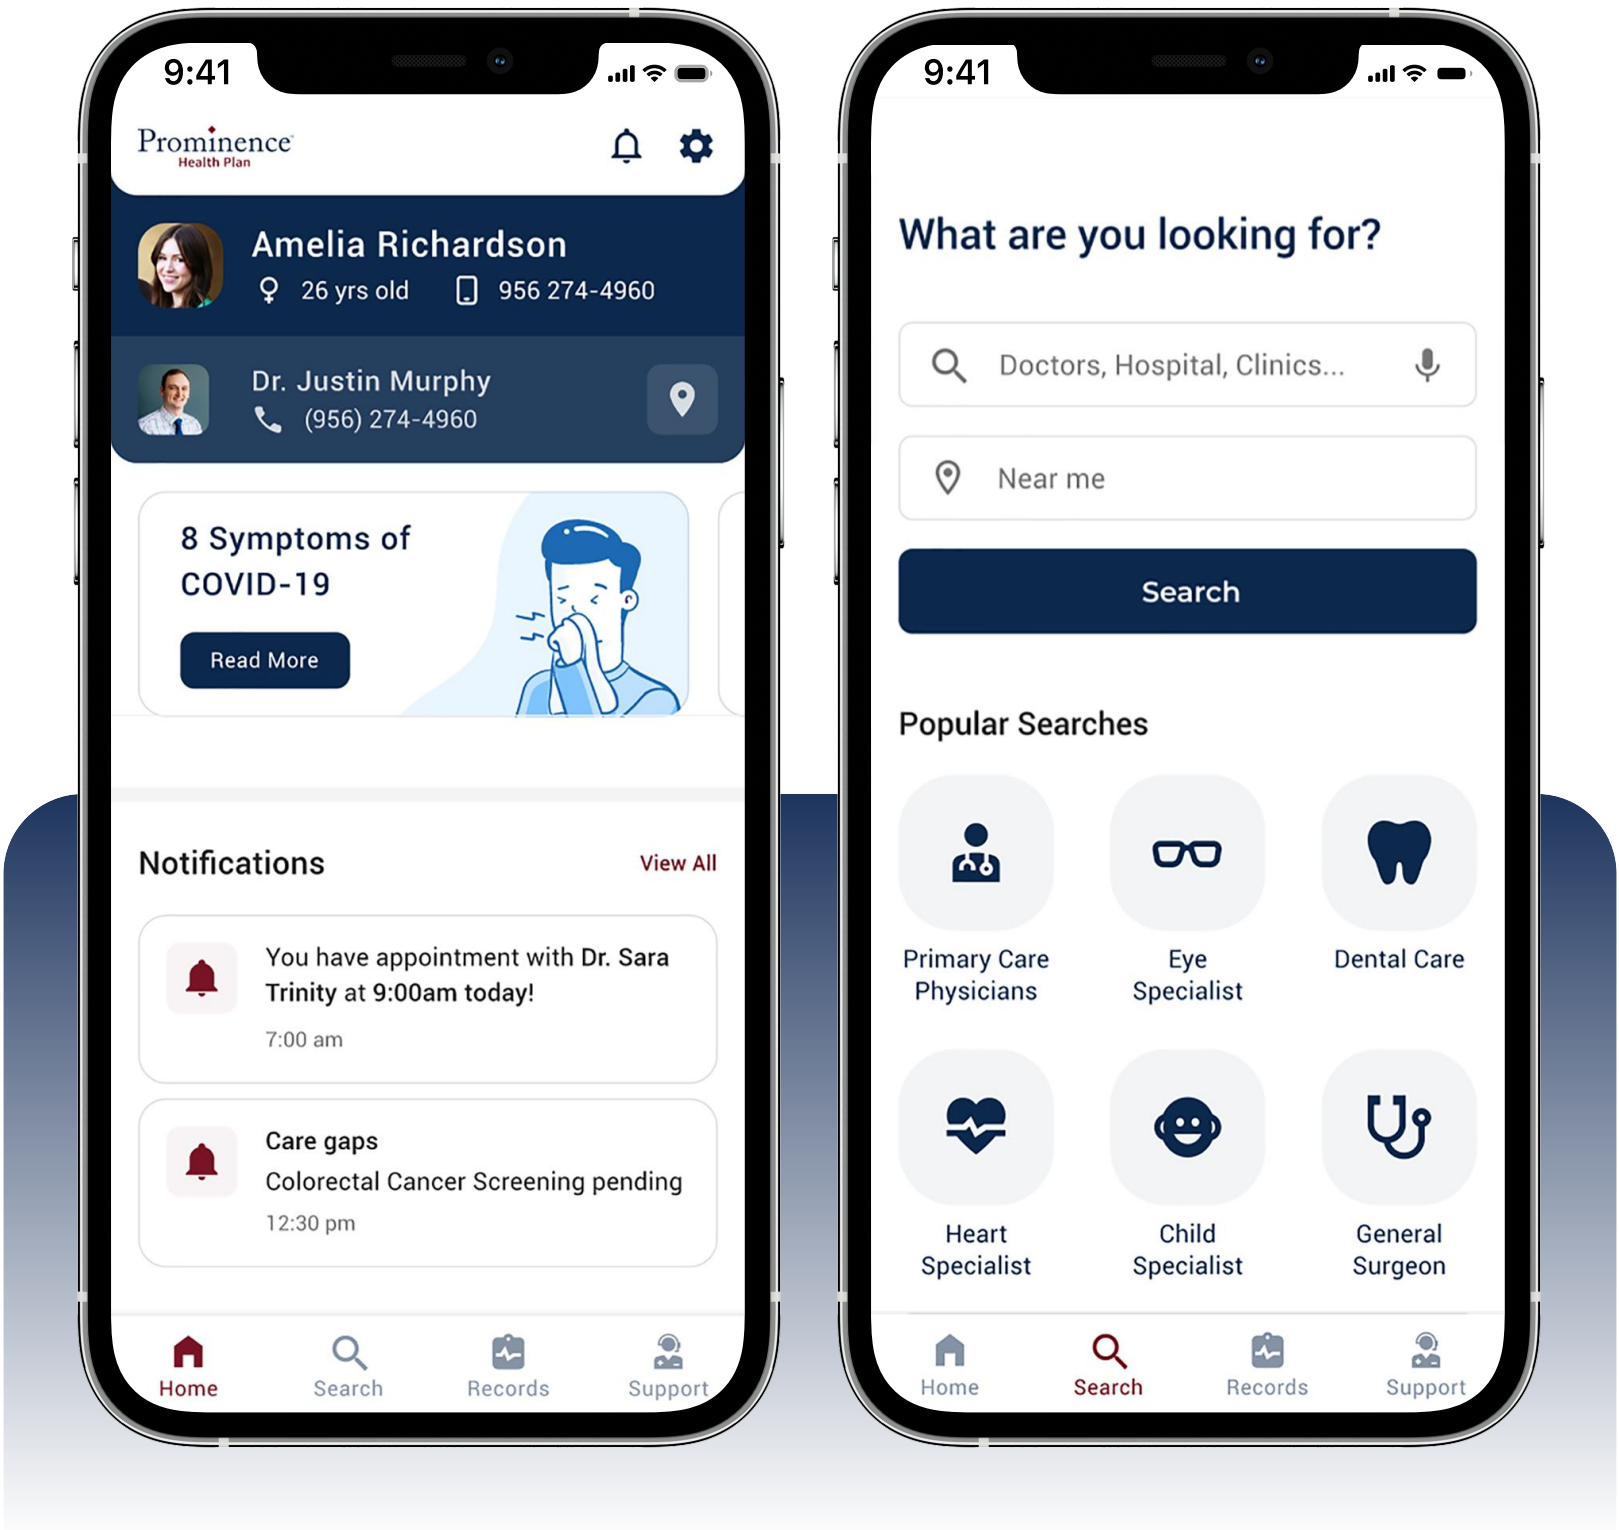 9:41
Prominence
Health Plan
Amelia Richardson
26 yrs old 956 274-4960
Dr. Justin Murphy
(956) 274-4960
8 Symptoms of
COVID-19
Read More
Notifications View All
You have appointment with Dr. Sara
Trinity at 9:00am today!
7:00 am
Care gaps
Colorectal Cancer Screening pending
12:30 pm
Home Search Records Support
9:41
What are you looking for?
Doctors, Hospital, Clinics...
Near me
Search
Popular Searches
Primary Care
Physicians
Eye
Specialist
Dental Care
Heart
Specialist
Child
Specialist
General
Surgeon
Home Search Records Support